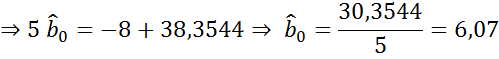 ⇒ 5 b̂₀ = −8 + 38,3544 ⇒ b̂₀ = 30,3544/5 = 6,07